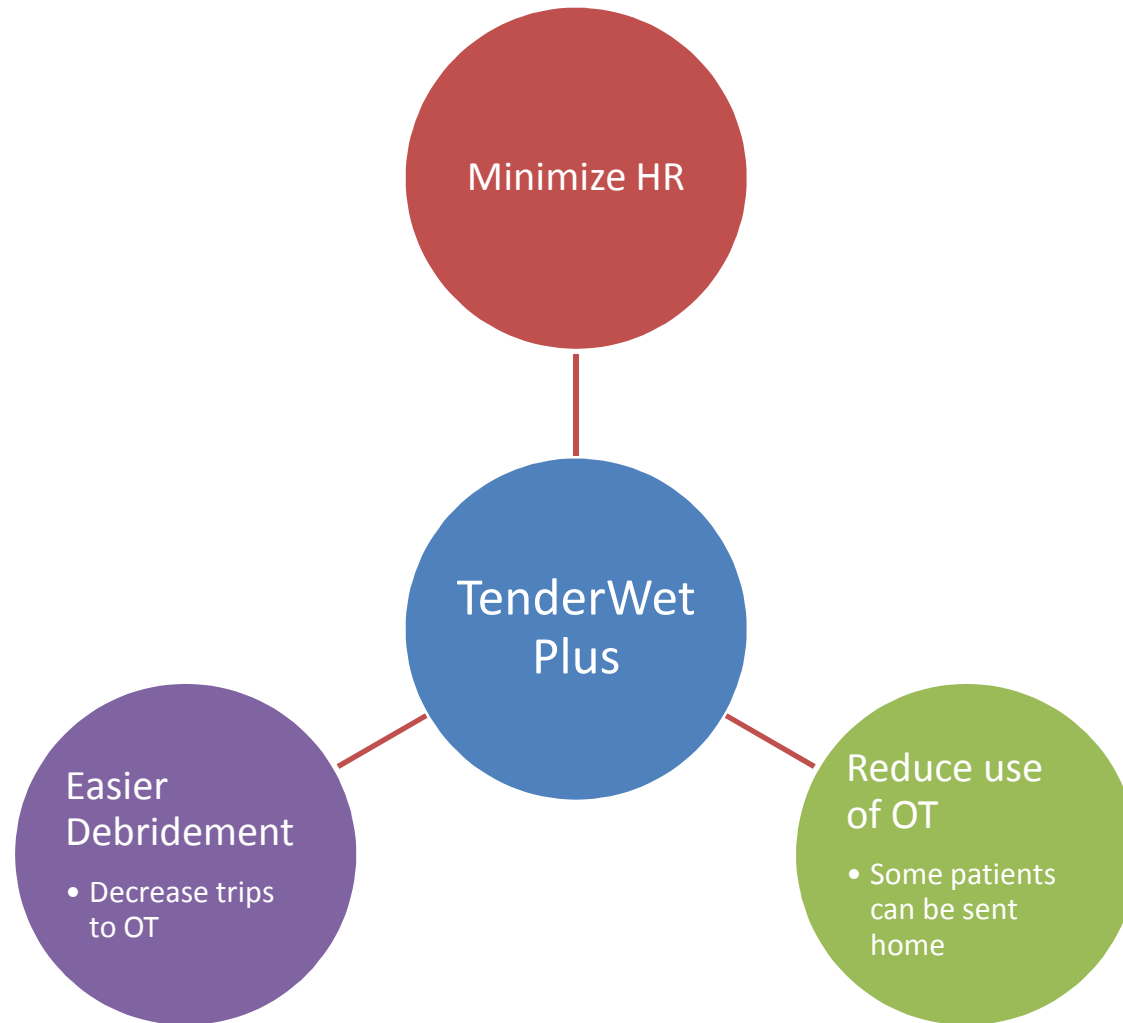 Minimize HR
TenderWet
Plus
Easier
Debridement
• Decrease trips
to OT
Reduce use
of OT
• Some patients
can be sent
home